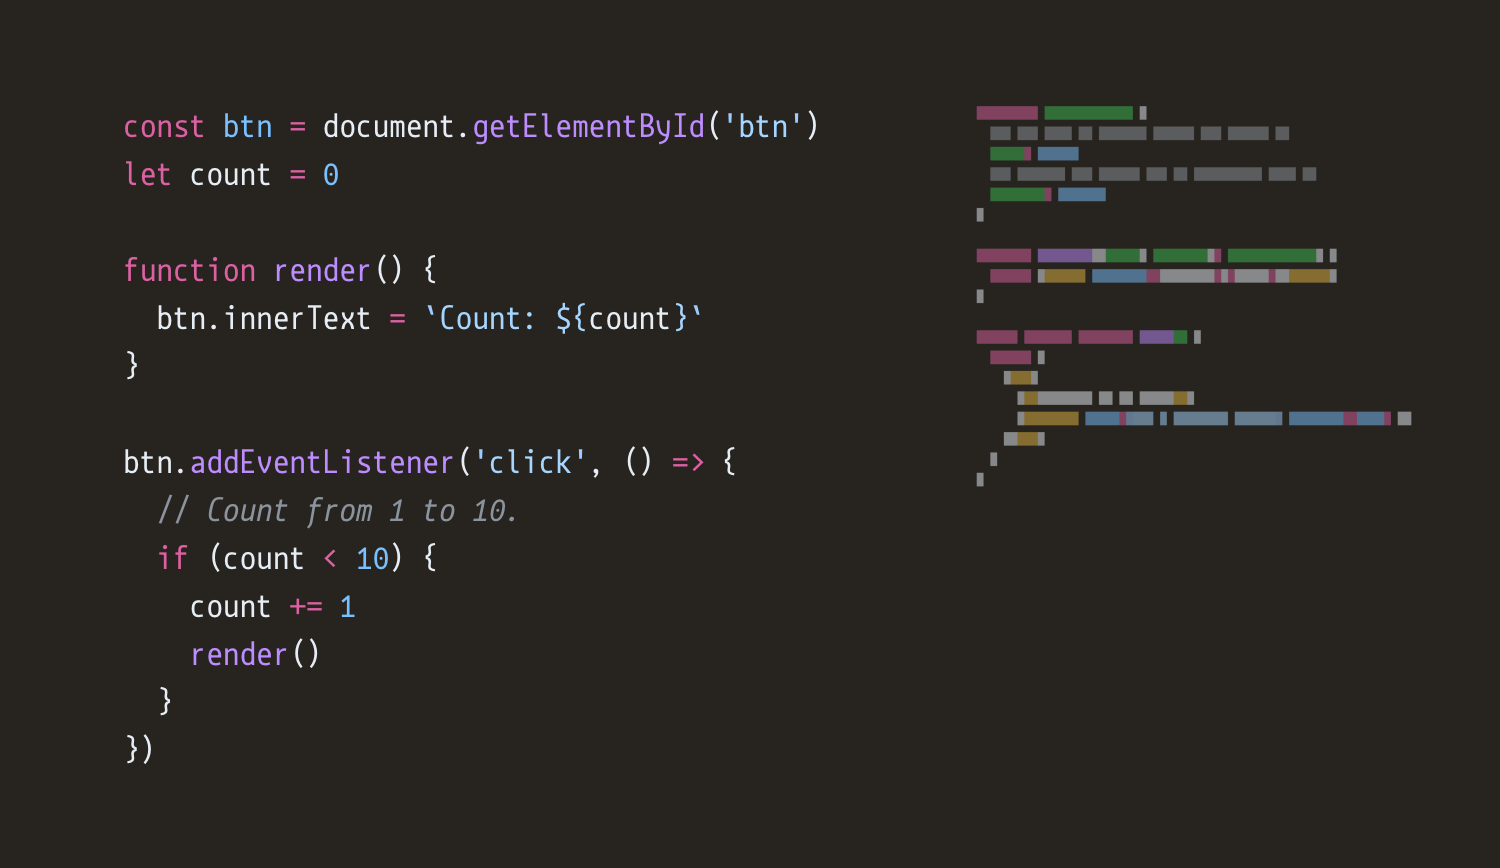 const btn = document.getElementById('btn')
let count = 0
function render() {
  btn.innerText = `Count: ${count}`
}
btn.addEventListener('click', () => {
  // Count from 1 to 10.
  if (count < 10) {
    count += 1
    render()
  }
})